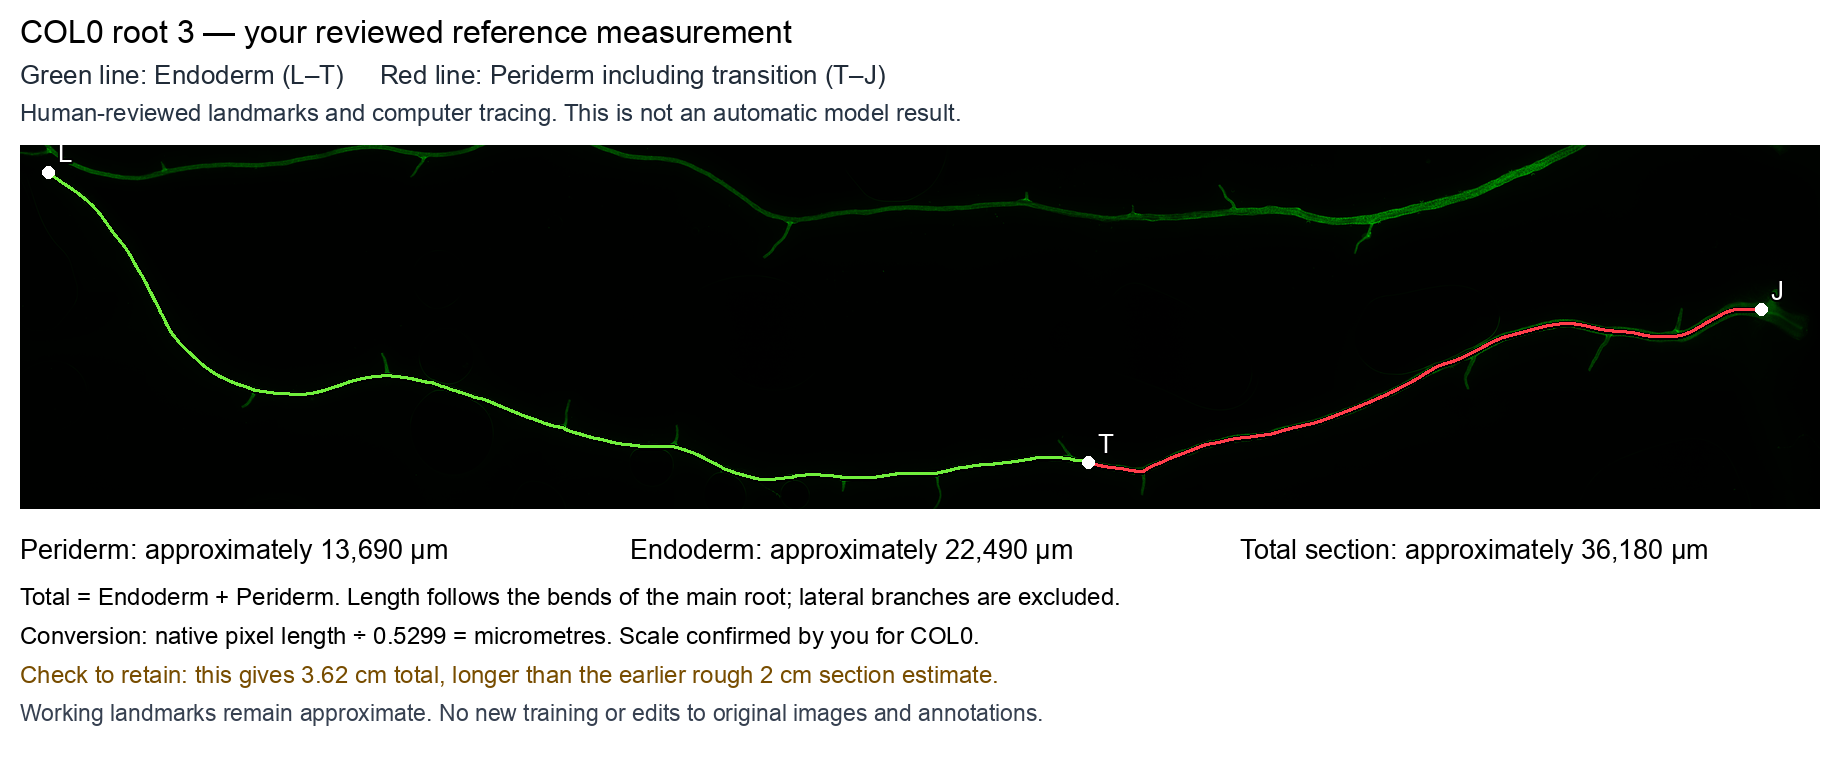 COL0 root 3 — your reviewed reference measurement
Green line: Endoderm (L–T) Red line: Periderm including transition (T–J)
Human-reviewed landmarks and computer tracing. This is not an automatic model result.
L
J
T
Periderm: approximately 13,690 µm Endoderm: approximately 22,490 µm Total section: approximately 36,180 µm
Total = Endoderm + Periderm. Length follows the bends of the main root; lateral branches are excluded.
Conversion: native pixel length ÷ 0.5299 = micrometres. Scale confirmed by you for COL0.
Check to retain: this gives 3.62 cm total, longer than the earlier rough 2 cm section estimate.
Working landmarks remain approximate. No new training or edits to original images and annotations.